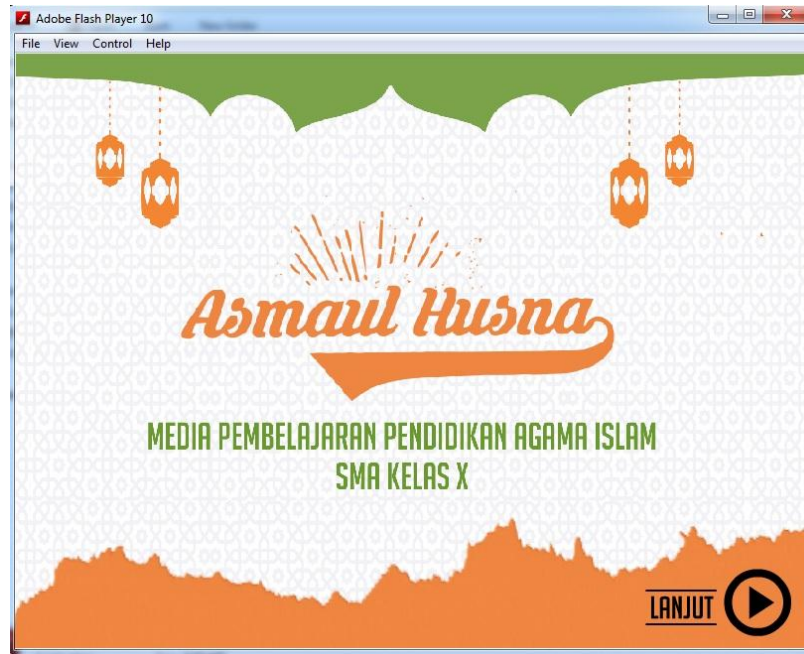 Adobe Flash Player 10
File View Control Help
Asmaul Husna
MEDIA PEMBELAJARAN PENDIDIKAN AGAMA ISLAM
SMA KELAS X
LANJUT